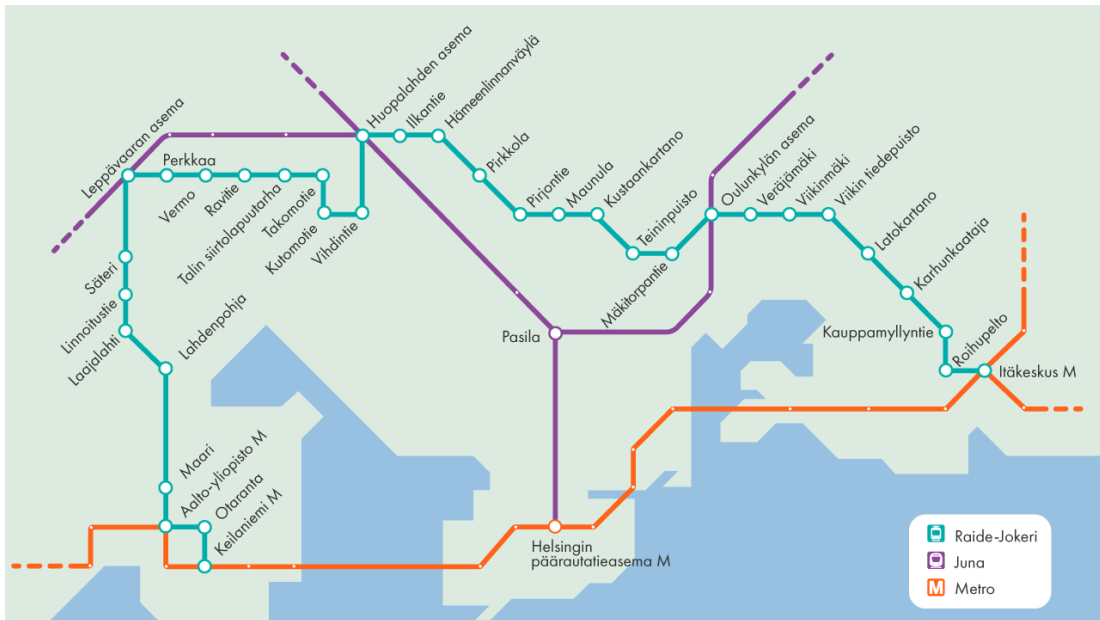 Leppävaaran asema
Perkkaa
Vermo
Ravitie
Talin siirtolapuutarha
Takomotie
Kutomotie
Vihdintie
Huopalahden asema
Ilkantie
Hämeenlinnanväylä
Pirkkola
Pirjontie
Maunula
Kustaankartano
Teininpuisto
Mäkitorpantie
Oulunkylän asema
Veräjämäki
Viikinmäki
Viikin tiedepuisto
Latokartano
Karhunkaataja
Kauppamyllyntie
Roihupelto
Itäkeskus M
Säteri
Linnoitustie
Laajalahti
Lahdenpohja
Maari
Aalto-yliopisto M
Otaranta
Keilaniemi M
Pasila
Helsingin
päärautatieasema M
Raide-Jokeri
Juna
M Metro